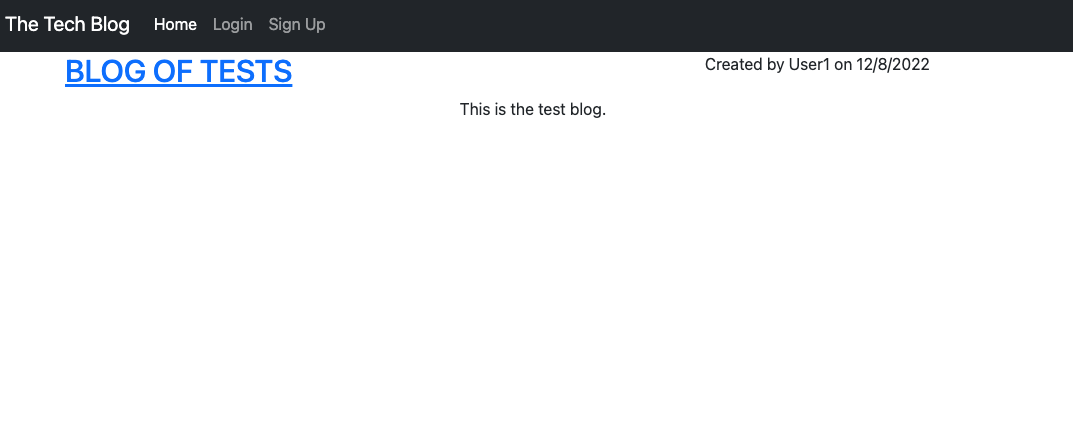 The Tech Blog Home Login Sign Up
BLOG OF TESTS Created by User1 on 12/8/2022
This is the test blog.